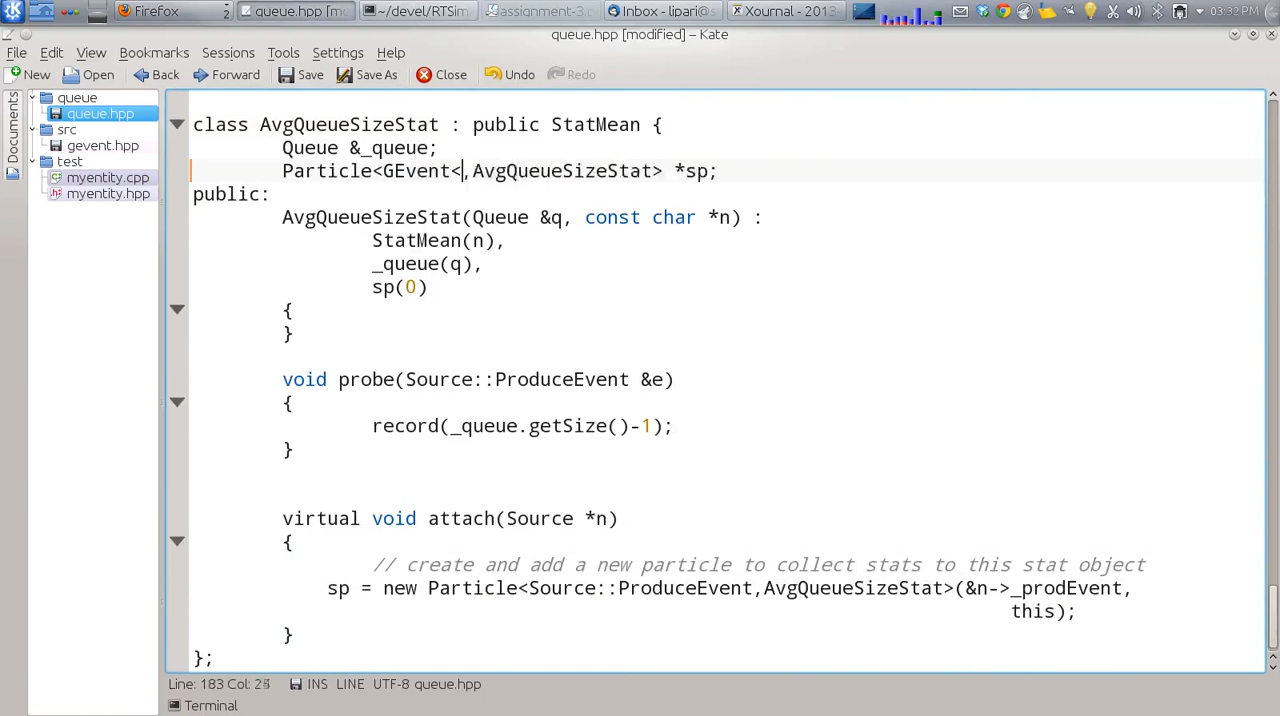 Firefox 2 queue.hpp [mo ~/devel/RTSim assignment-3. Inbox - lipari@ Xournal - 2013 03:32 PM
queue.hpp [modified] - Kate
File Edit View Bookmarks Sessions Tools Settings Help
New Open Back Forward Save Save As Close Undo Redo
Documents
queue
queue.hpp
src
gevent.hpp
test
myentity.cpp
myentity.hpp
class AvgQueueSizeStat : public StatMean {
Queue &_queue;
Particle<GEvent<,AvgQueueSizeStat> *sp;
public:
AvgQueueSizeStat(Queue &q, const char *n) :
StatMean(n),
_queue(q),
sp(0)
{
}
void probe(Source::ProduceEvent &e)
{
record(_queue.getSize()-1);
}
virtual void attach(Source *n)
{
// create and add a new particle to collect stats to this stat object
sp = new Particle<Source::ProduceEvent,AvgQueueSizeStat>(&n->_prodEvent,
this);
}
};
INS LINE UTF-8 queue.hpp
Line: 183 Col:
Terminal